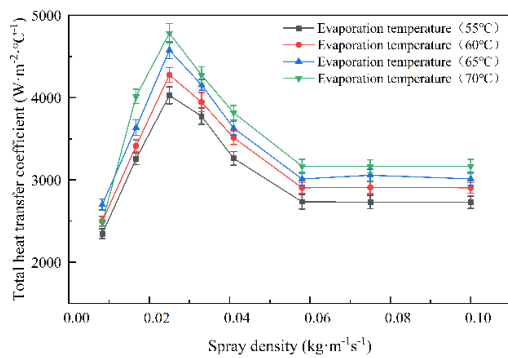 Evaporation temperature（55°C）
Evaporation temperature（60°C）
Evaporation temperature（65°C）
Evaporation temperature（70°C）
Total heat transfer coefficient (W·m⁻²·°C⁻¹)
5000
4000
3000
2000
0.00 0.02 0.04 0.06 0.08 0.10
Spray density (kg·m⁻¹s⁻¹)